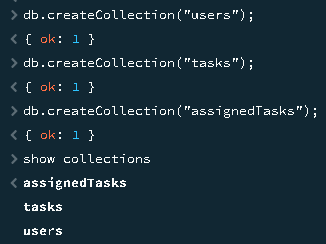 > db.createCollection("users");
< { ok: 1 }
> db.createCollection("tasks");
< { ok: 1 }
> db.createCollection("assignedTasks");
< { ok: 1 }
> show collections
< assignedTasks
tasks
users